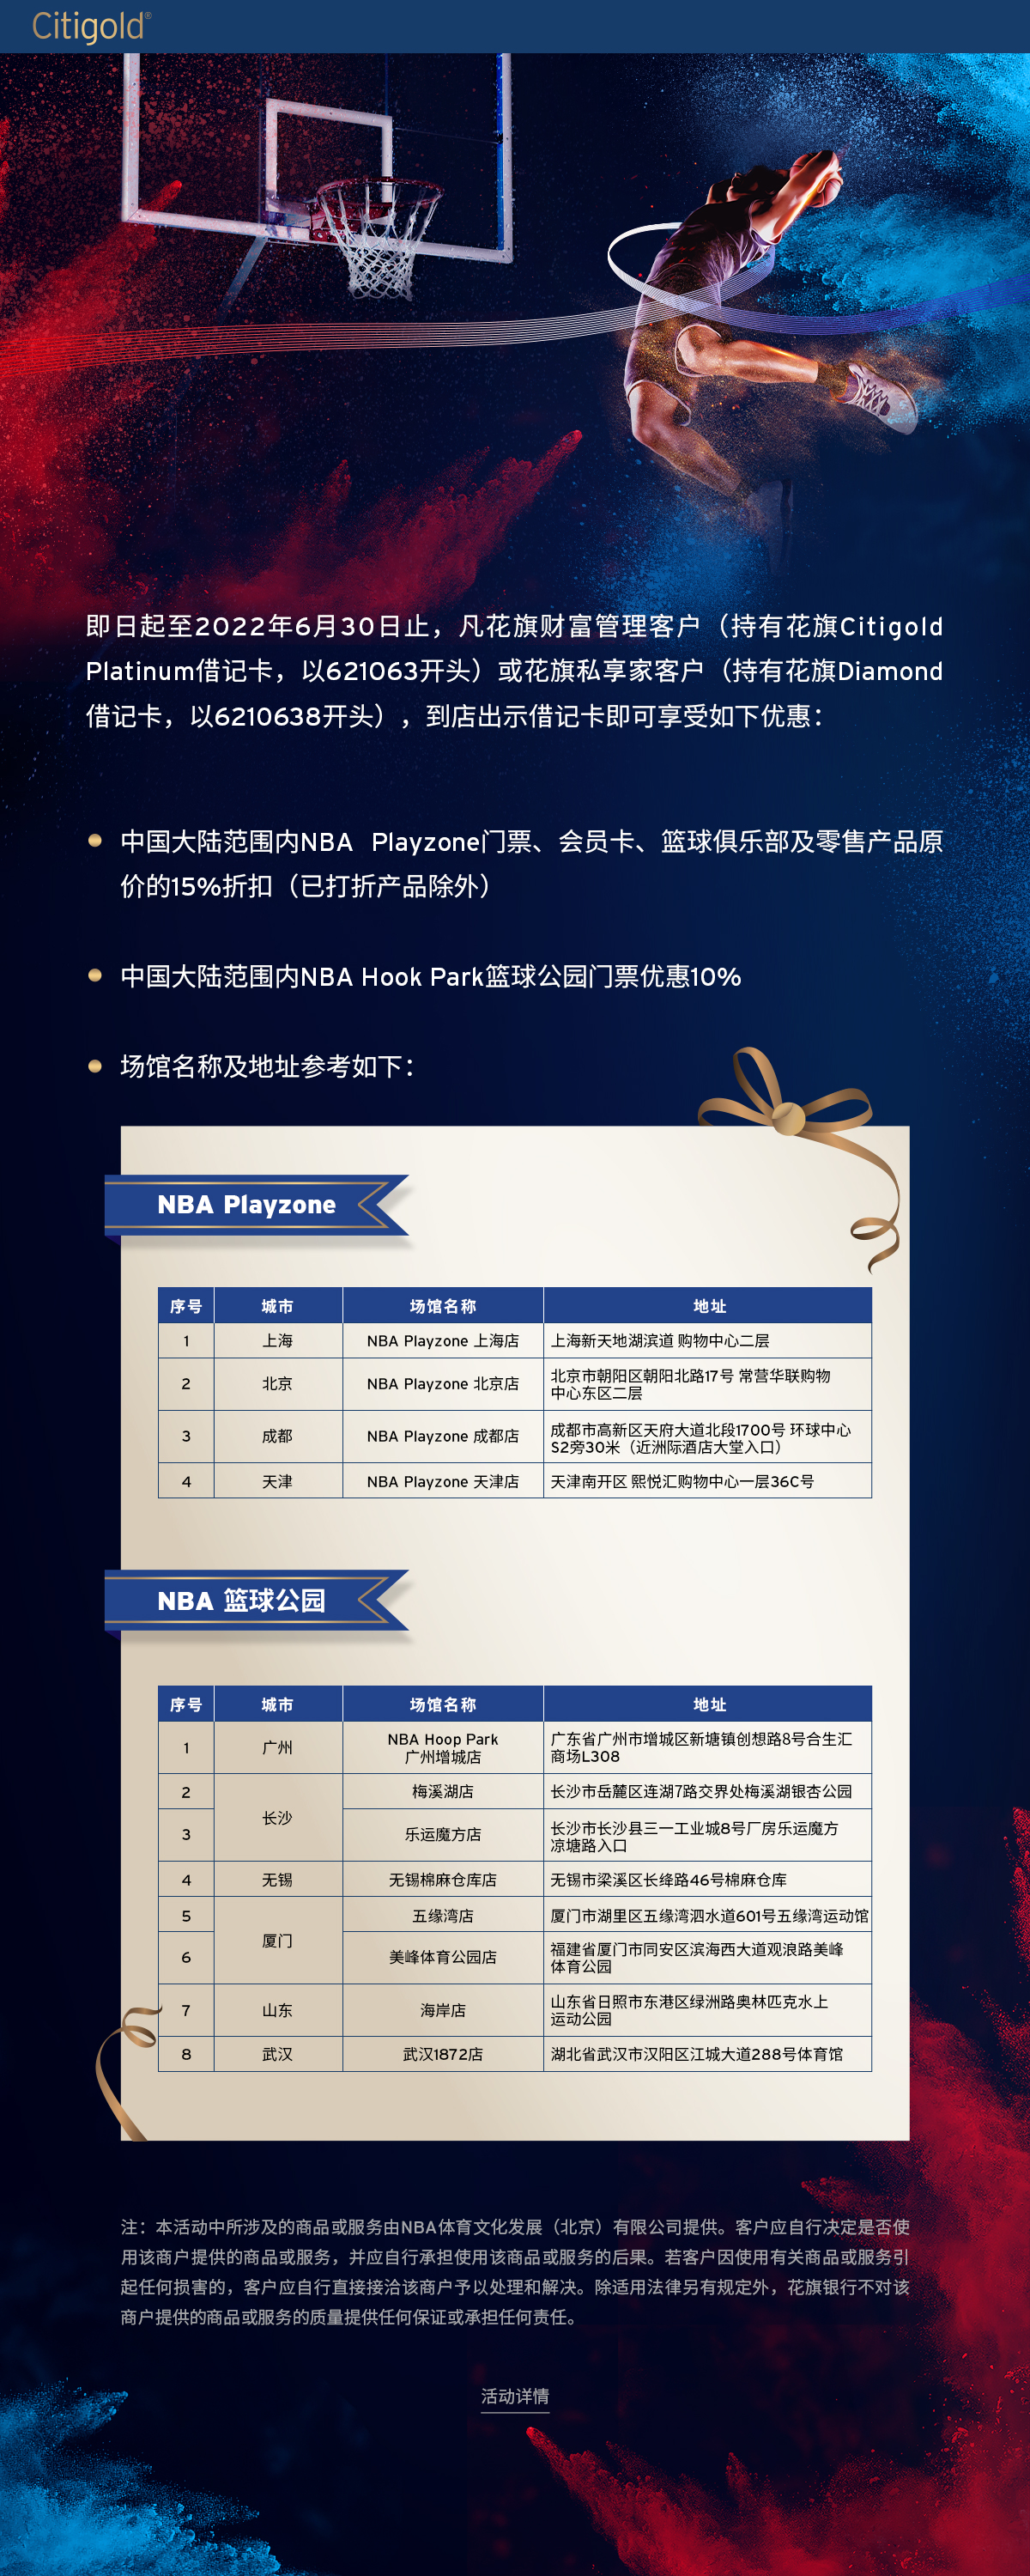 Citigold®
即日起至2022年6月30日止，凡花旗财富管理客户（持有花旗Citigold
Platinum借记卡，以621063开头）或花旗私享家客户（持有花旗Diamond
借记卡，以6210638开头），到店出示借记卡即可享受如下优惠：
中国大陆范围内NBA Playzone门票、会员卡、篮球俱乐部及零售产品原
价的15%折扣（已打折产品除外）
中国大陆范围内NBA Hook Park篮球公园门票优惠10%
场馆名称及地址参考如下：
NBA Playzone
序号 城市 场馆名称 地址
1 上海 NBA Playzone 上海店 上海新天地湖滨道 购物中心二层
2 北京 NBA Playzone 北京店 北京市朝阳区朝阳北路17号 常营华联购物
中心东区二层
3 成都 NBA Playzone 成都店 成都市高新区天府大道北段1700号 环球中心
S2旁30米（近洲际酒店大堂入口）
4 天津 NBA Playzone 天津店 天津南开区 熙悦汇购物中心一层36C号
NBA 篮球公园
序号 城市 场馆名称 地址
1 广州 NBA Hoop Park
广州增城店 广东省广州市增城区新塘镇创想路8号合生汇
商场L308
2 长沙 梅溪湖店 长沙市岳麓区连湖7路交界处梅溪湖银杏公园
3 乐运魔方店 长沙市长沙县三一工业城8号厂房乐运魔方
凉塘路入口
4 无锡 无锡棉麻仓库店 无锡市梁溪区长绛路46号棉麻仓库
5 厦门 五缘湾店 厦门市湖里区五缘湾泗水道601号五缘湾运动馆
6 美峰体育公园店 福建省厦门市同安区滨海西大道观浪路美峰
体育公园
7 山东 海岸店 山东省日照市东港区绿洲路奥林匹克水上
运动公园
8 武汉 武汉1872店 湖北省武汉市汉阳区江城大道288号体育馆
注：本活动中所涉及的商品或服务由NBA体育文化发展（北京）有限公司提供。客户应自行决定是否使
用该商户提供的商品或服务，并应自行承担使用该商品或服务的后果。若客户因使用有关商品或服务引
起任何损害的，客户应自行直接接洽该商户予以处理和解决。除适用法律另有规定外，花旗银行不对该
商户提供的商品或服务的质量提供任何保证或承担任何责任。
活动详情